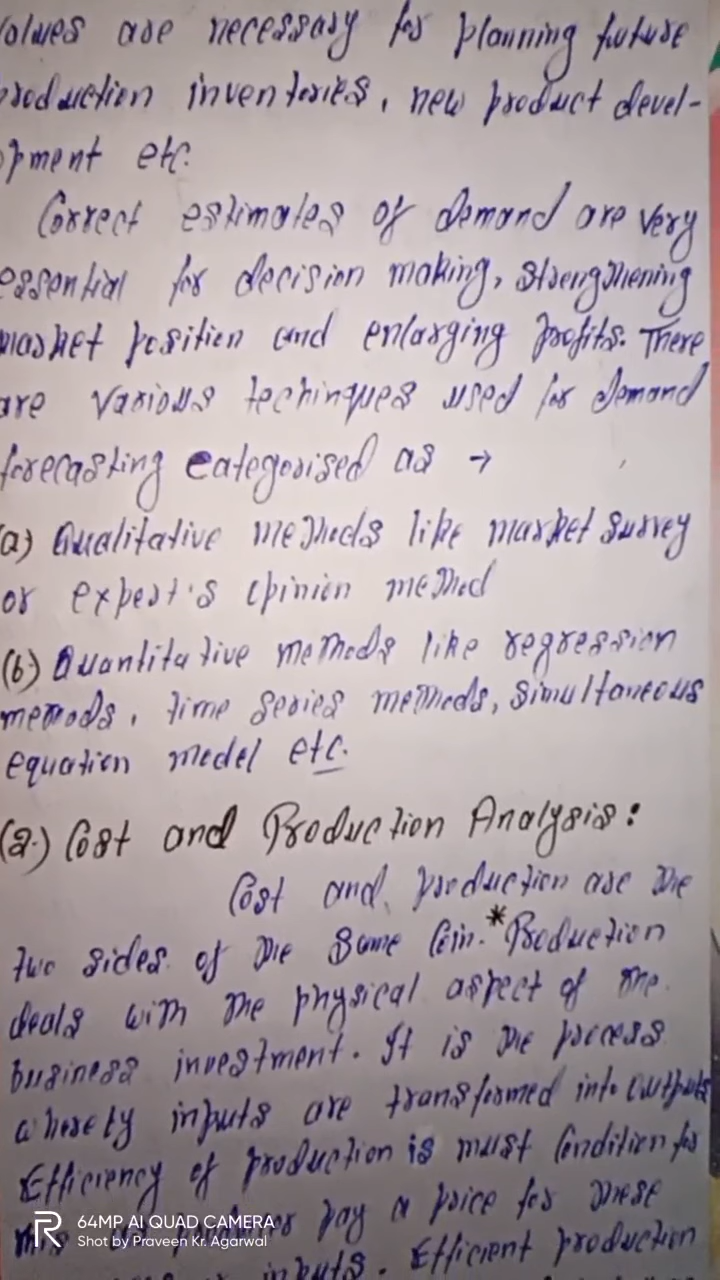 values are necessary for planning future
production inventories, new product devel-
opment etc.
Correct estimates of demand are very
essential for decision making, strengthening
market position and enlarging profits. There
are various techinques used for demand
forecasting categorised as →
(a) Qualitative methods like market survey
or expert's opinion method
(b) Quantitative methods like regression
methods, time series methods, simultaneous
equation model etc.
(2.) Cost and Production Analysis:
Cost and production are the
two sides of the same coin. *Production
deals with the physical aspect of the
business investment. It is the process
whereby inputs are transformed into outputs
Efficiency of production is must condition for
this pay a price for these
inputs. Efficient production
64MP AI QUAD CAMERA
Shot by Praveen Kr. Agarwal